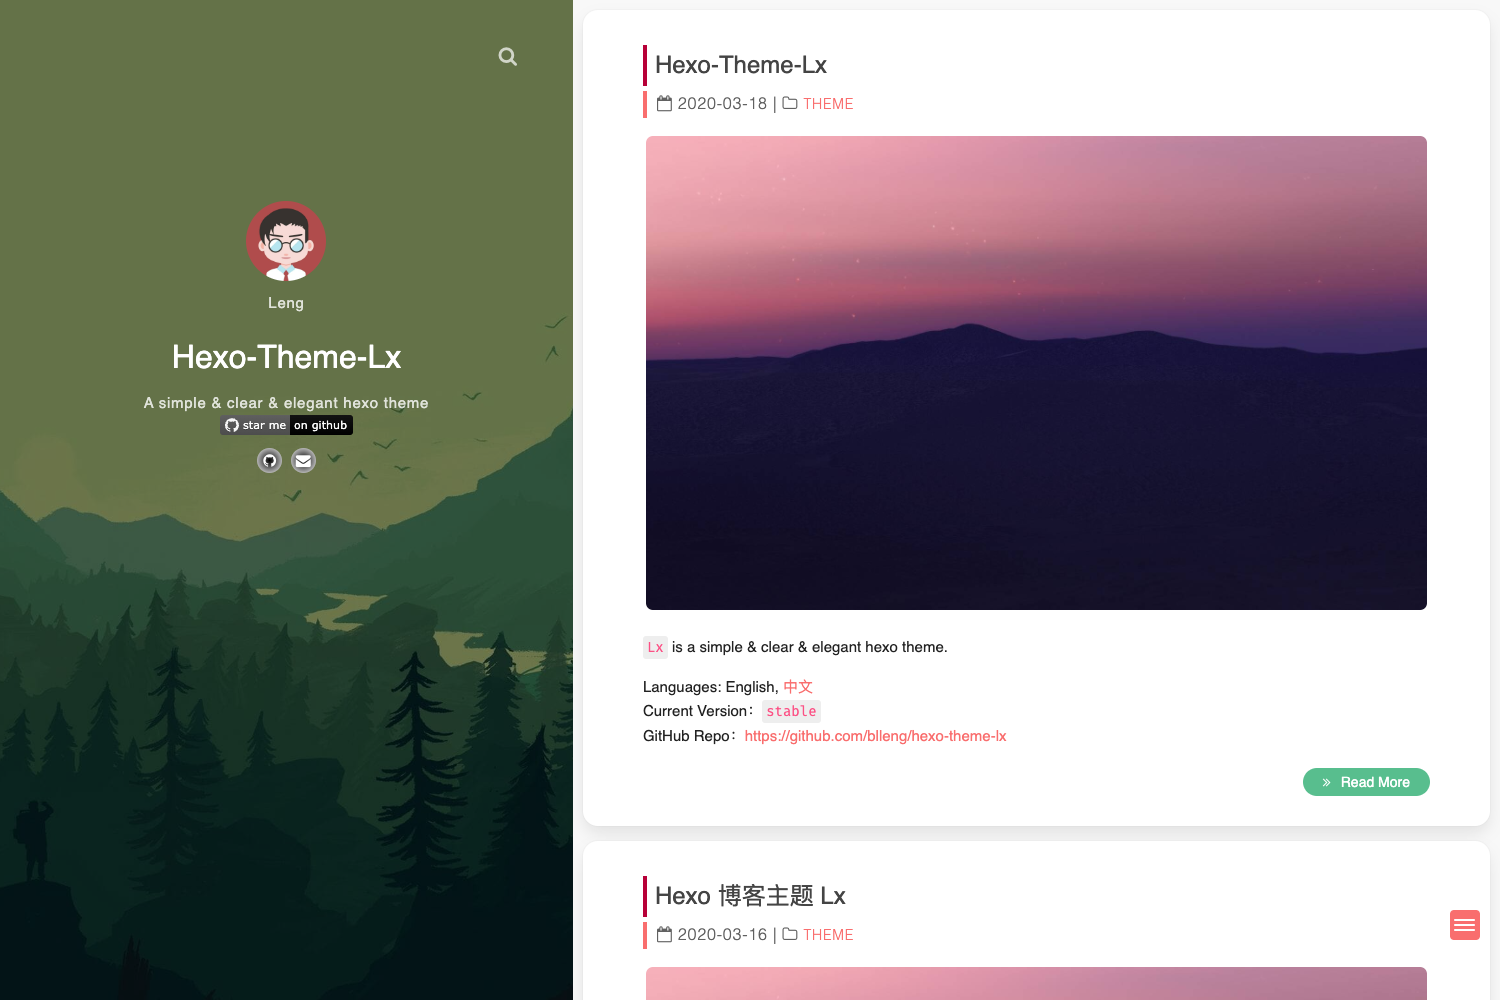 Leng
Hexo-Theme-Lx
A simple & clear & elegant hexo theme
star me on github
Hexo-Theme-Lx
2020-03-18 | THEME
Lx is a simple & clear & elegant hexo theme.
Languages: English, 中文
Current Version： stable
GitHub Repo： https://github.com/blleng/hexo-theme-lx
» Read More
Hexo 博客主题 Lx
2020-03-16 | THEME